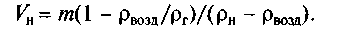 Vн = m(1 – ρвозд/ρг)/(ρн – ρвозд).